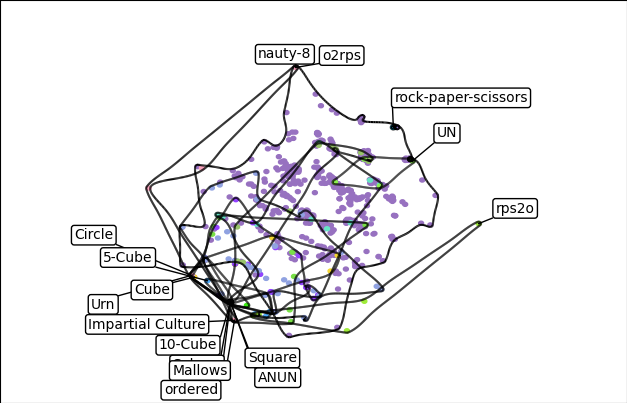 nauty-8
o2rps
rock-paper-scissors
UN
rps2o
Circle
5-Cube
Cube
Urn
Impartial Culture
10-Cube
Square
Mallows
ANUN
ordered